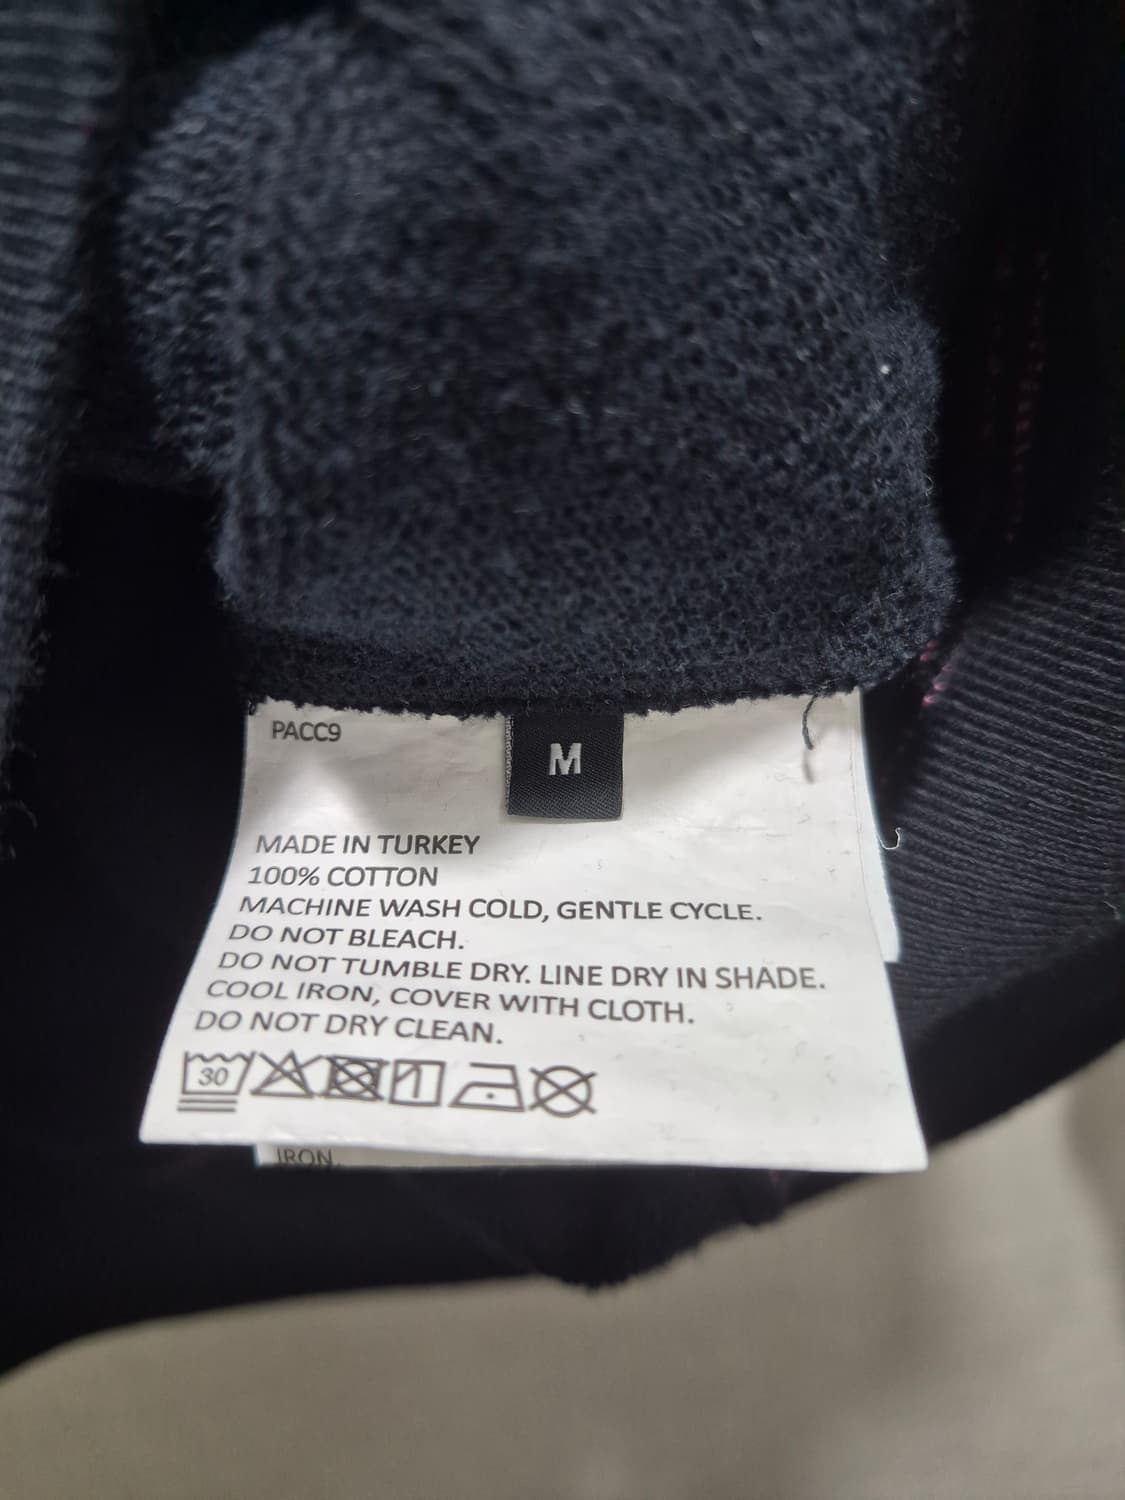 PACC9
M
MADE IN TURKEY
100% COTTON
MACHINE WASH COLD, GENTLE CYCLE.
DO NOT BLEACH.
DO NOT TUMBLE DRY. LINE DRY IN SHADE.
COOL IRON, COVER WITH CLOTH.
DO NOT DRY CLEAN.
30
IRON.